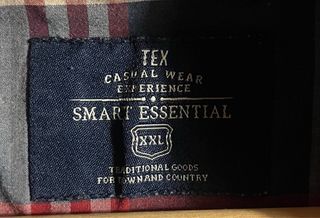 TEX
CASUAL WEAR
EXPERIENCE
SMART ESSENTIAL
XXL
TRADITIONAL GOODS
FOR TOWN AND COUNTRY